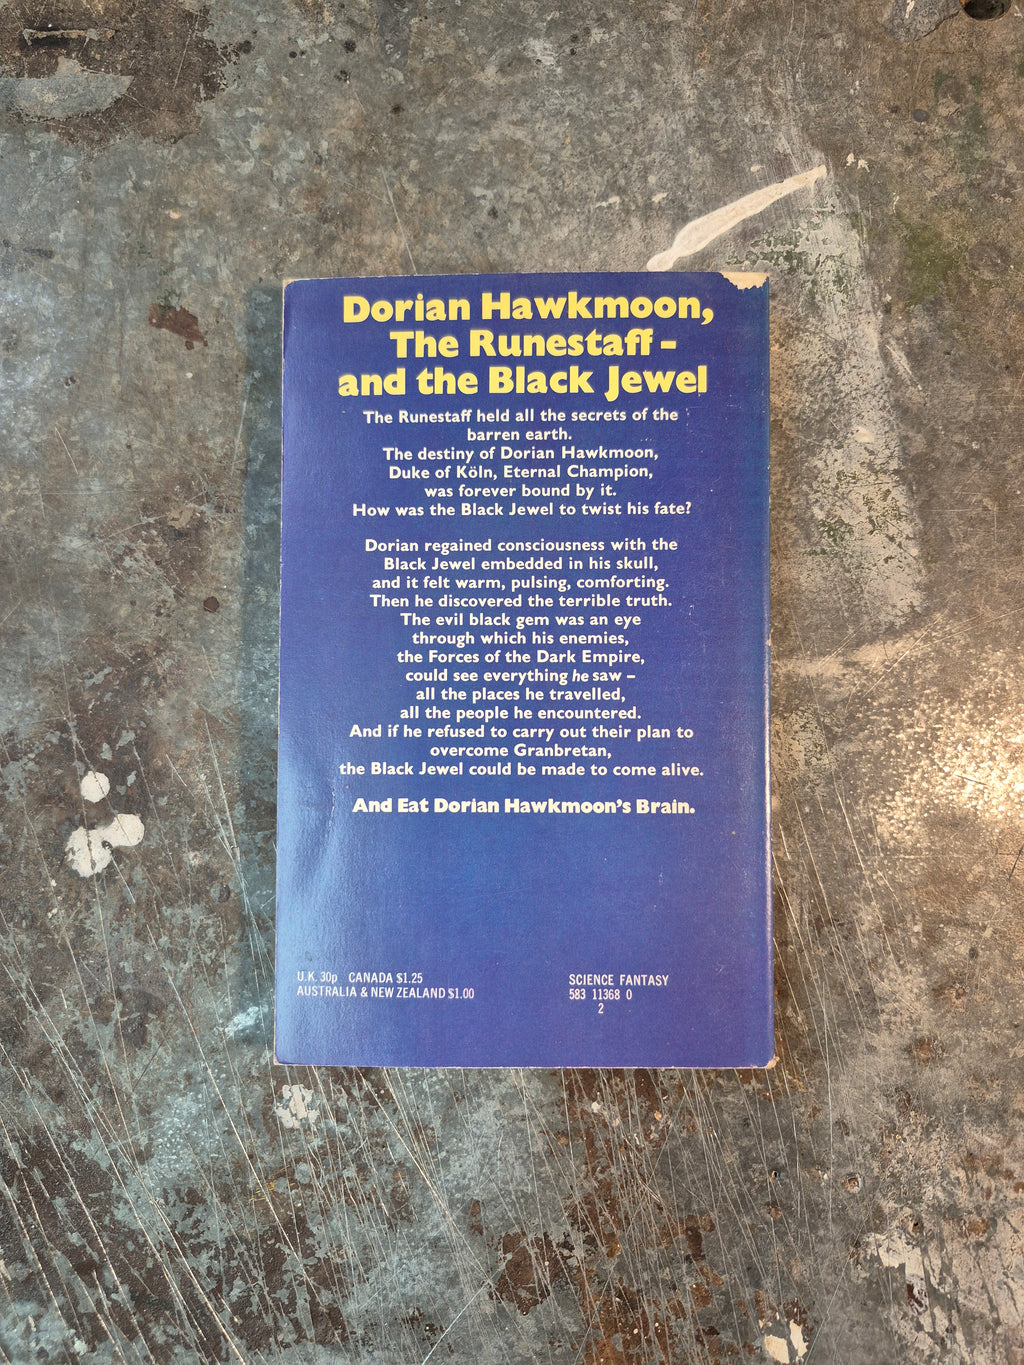 Dorian Hawkmoon,
The Runestaff –
and the Black Jewel
The Runestaff held all the secrets of the
barren earth.
The destiny of Dorian Hawkmoon,
Duke of Köln, Eternal Champion,
was forever bound by it.
How was the Black Jewel to twist his fate?
Dorian regained consciousness with the
Black Jewel embedded in his skull,
and it felt warm, pulsing, comforting.
Then he discovered the terrible truth.
The evil black gem was an eye
through which his enemies,
the Forces of the Dark Empire,
could see everything he saw –
all the places he travelled,
all the people he encountered.
And if he refused to carry out their plan to
overcome Granbretan,
the Black Jewel could be made to come alive.
And Eat Dorian Hawkmoon's Brain.
U.K. 30p CANADA $1.25
AUSTRALIA & NEW ZEALAND $1.00
SCIENCE FANTASY
583 11368 0
2